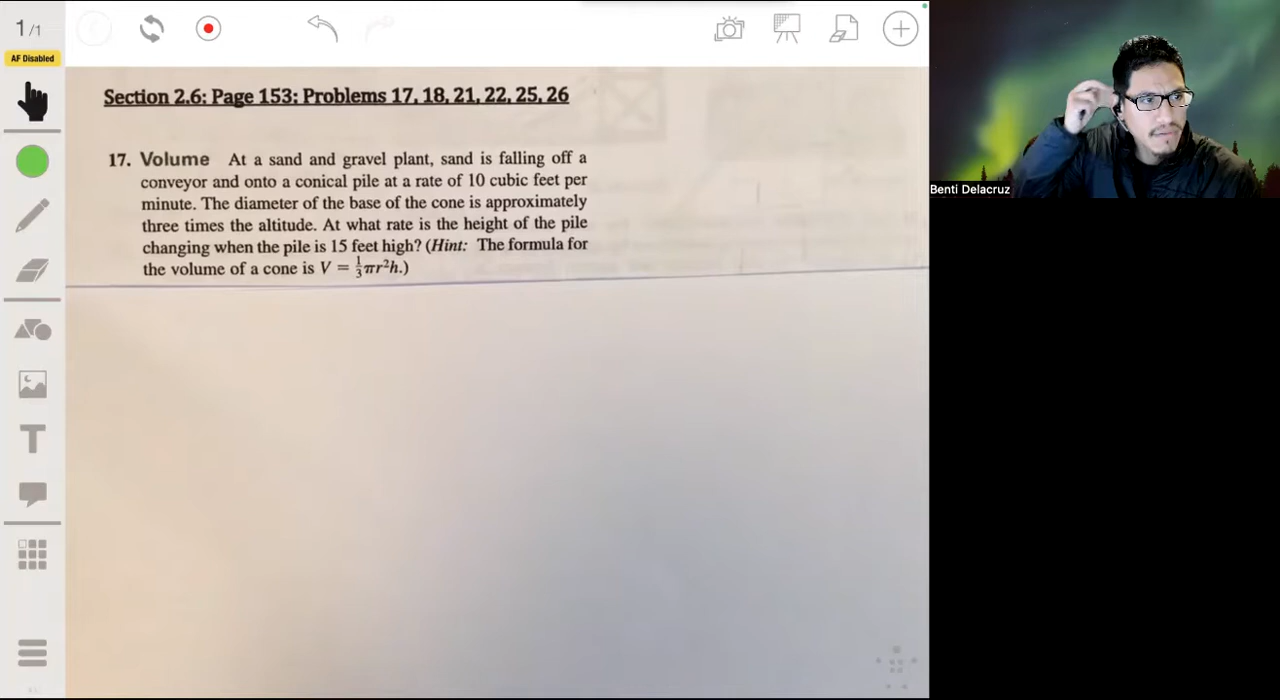 1/1
AF Disabled
Section 2.6: Page 153: Problems 17, 18, 21, 22, 25, 26
17. Volume At a sand and gravel plant, sand is falling off a
conveyor and onto a conical pile at a rate of 10 cubic feet per
minute. The diameter of the base of the cone is approximately
three times the altitude. At what rate is the height of the pile
changing when the pile is 15 feet high? (Hint: The formula for
the volume of a cone is V = 1/3 πr²h.)
T
Benti Delacruz